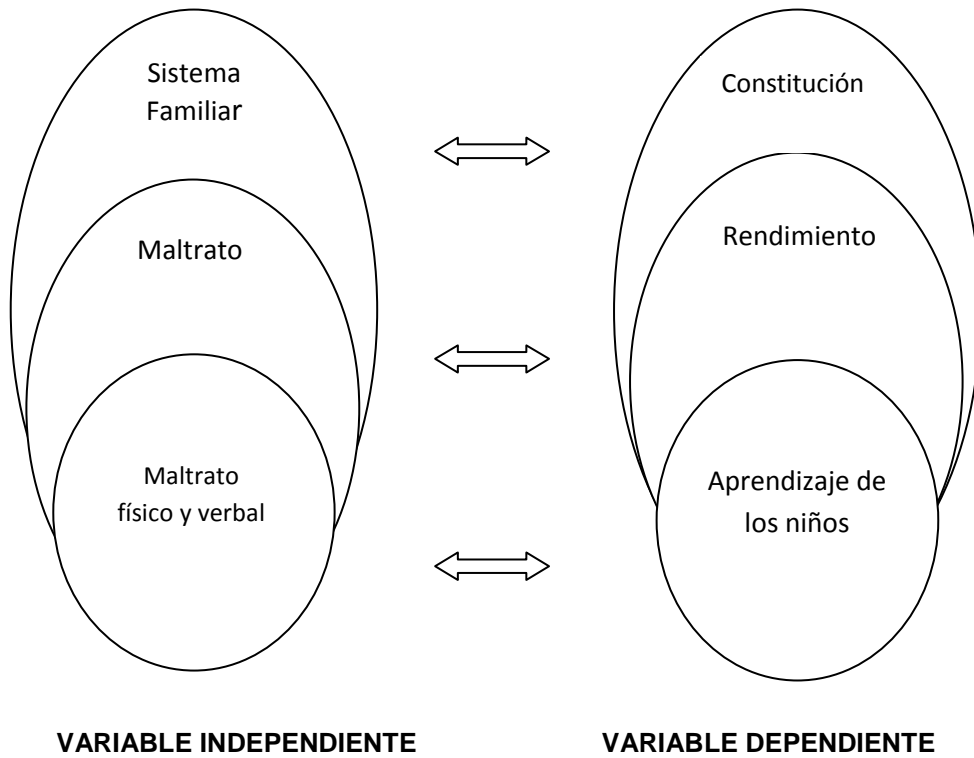 Sistema
Familiar
Maltrato
Maltrato
físico y verbal
Constitución
Rendimiento
Aprendizaje de
los niños
VARIABLE INDEPENDIENTE
VARIABLE DEPENDIENTE